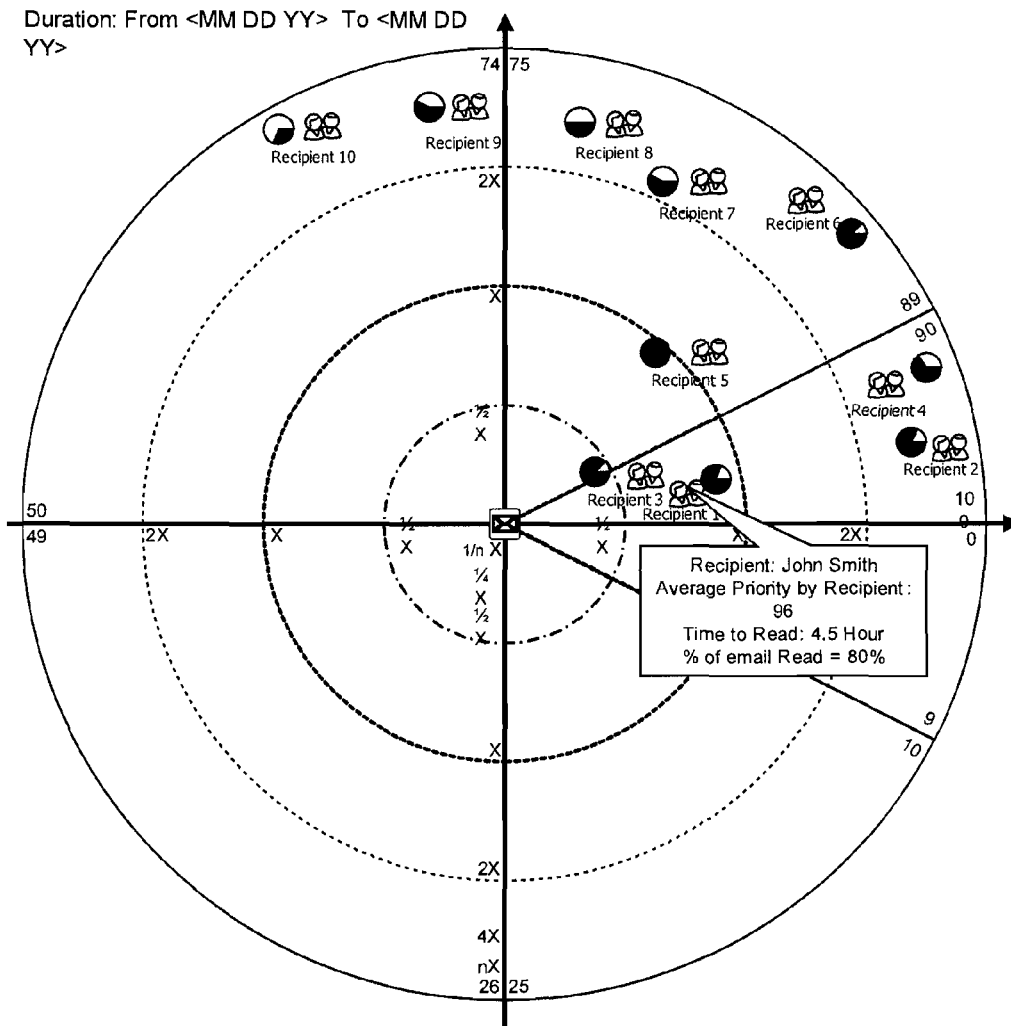 Duration: From <MM DD YY> To <MM DD
YY>
74 75
Recipient 10
Recipient 9
Recipient 8
2X
Recipient 7
Recipient 6
X
89
90
Recipient 5
Recipient 4
½
X
Recipient 2
Recipient 3
Recipient 1
50
49
2X
X
½
X
½
X
X
2X
10
0
0
1/n X
¼
X
½
X
Recipient: John Smith
Average Priority by Recipient:
96
Time to Read: 4.5 Hour
% of email Read = 80%
9
10
X
2X
4X
nX
26 25